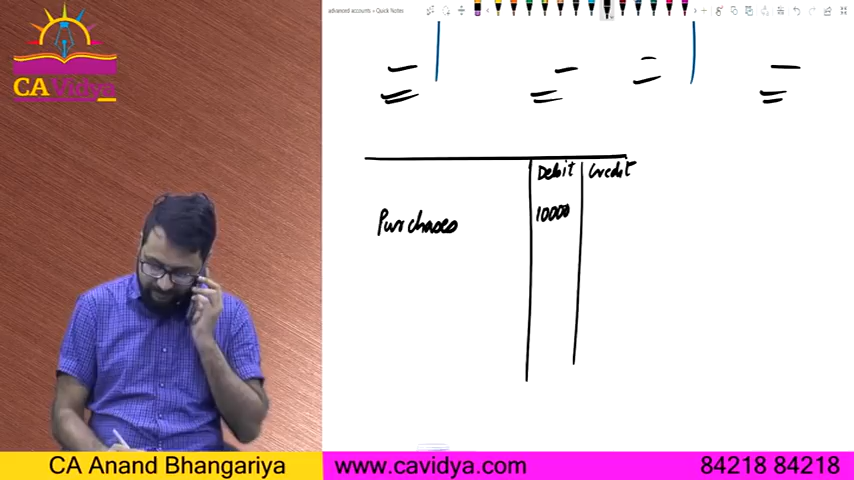 advanced accounts • Quick Notes
CA Vidya
Debit Credit
Purchases 10000
CA Anand Bhangariya www.cavidya.com 84218 84218